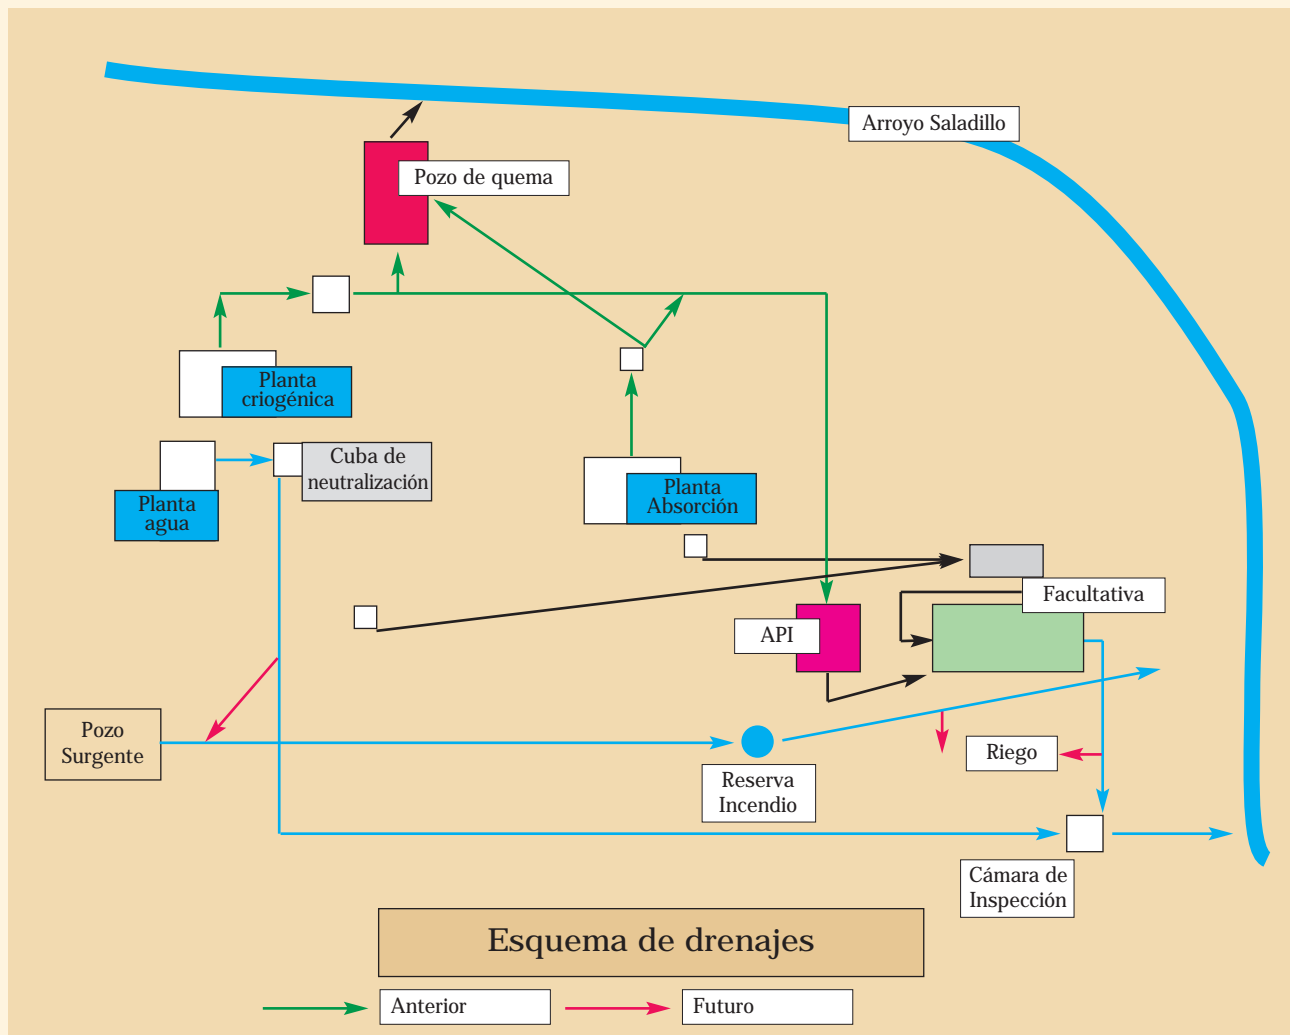 Arroyo Saladillo
Pozo de quema
Planta
criogénica
Cuba de
neutralización
Planta
agua
Planta
Absorción
Facultativa
API
Pozo
Surgente
Riego
Reserva
Incendio
Cámara de
Inspección
Esquema de drenajes
Anterior
Futuro